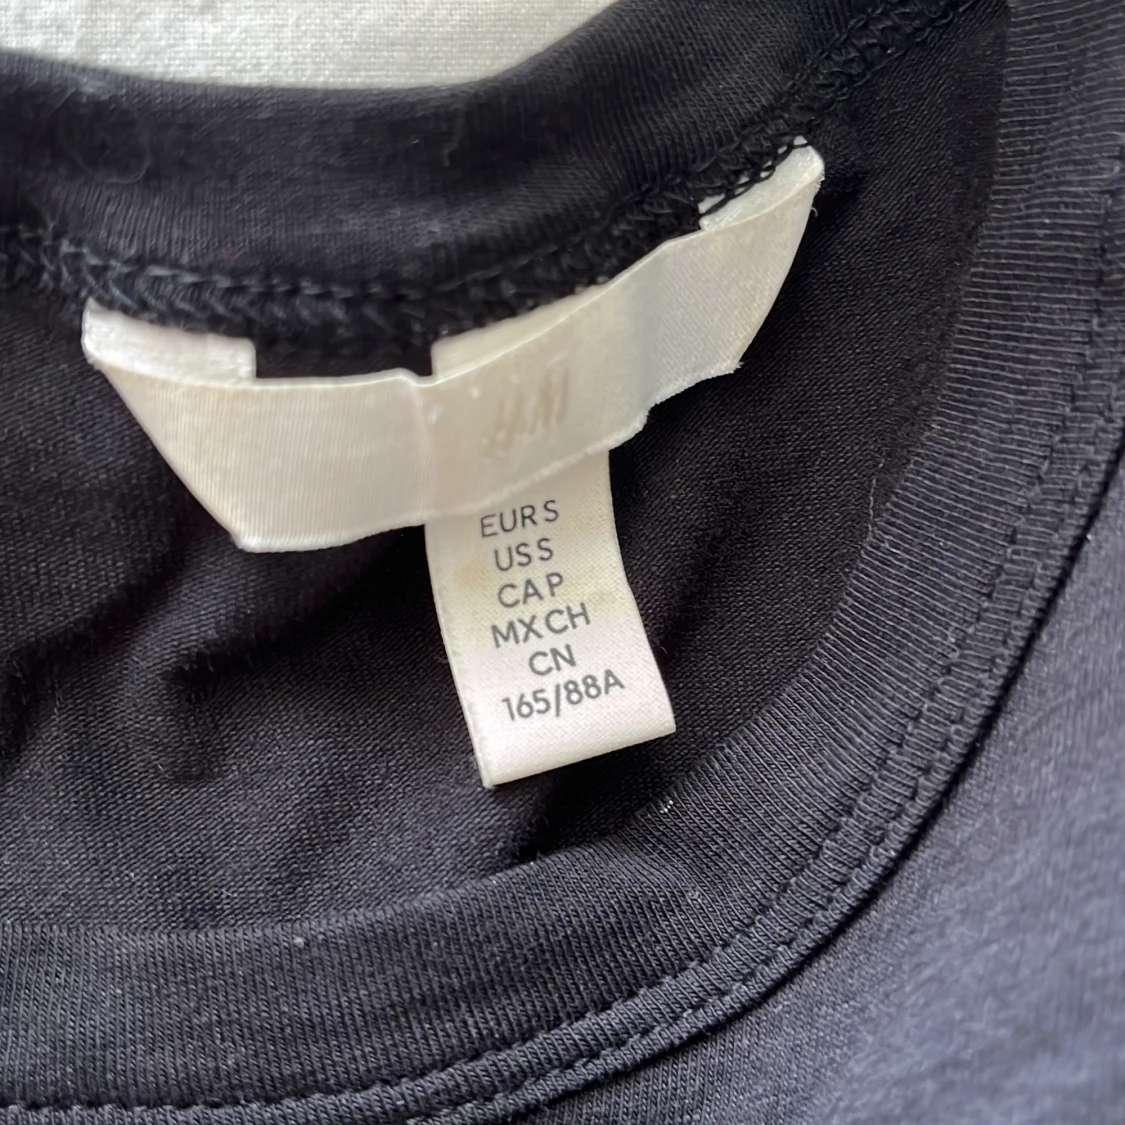 H&M
EUR S
US S
CA P
MX CH
CN
165/88A